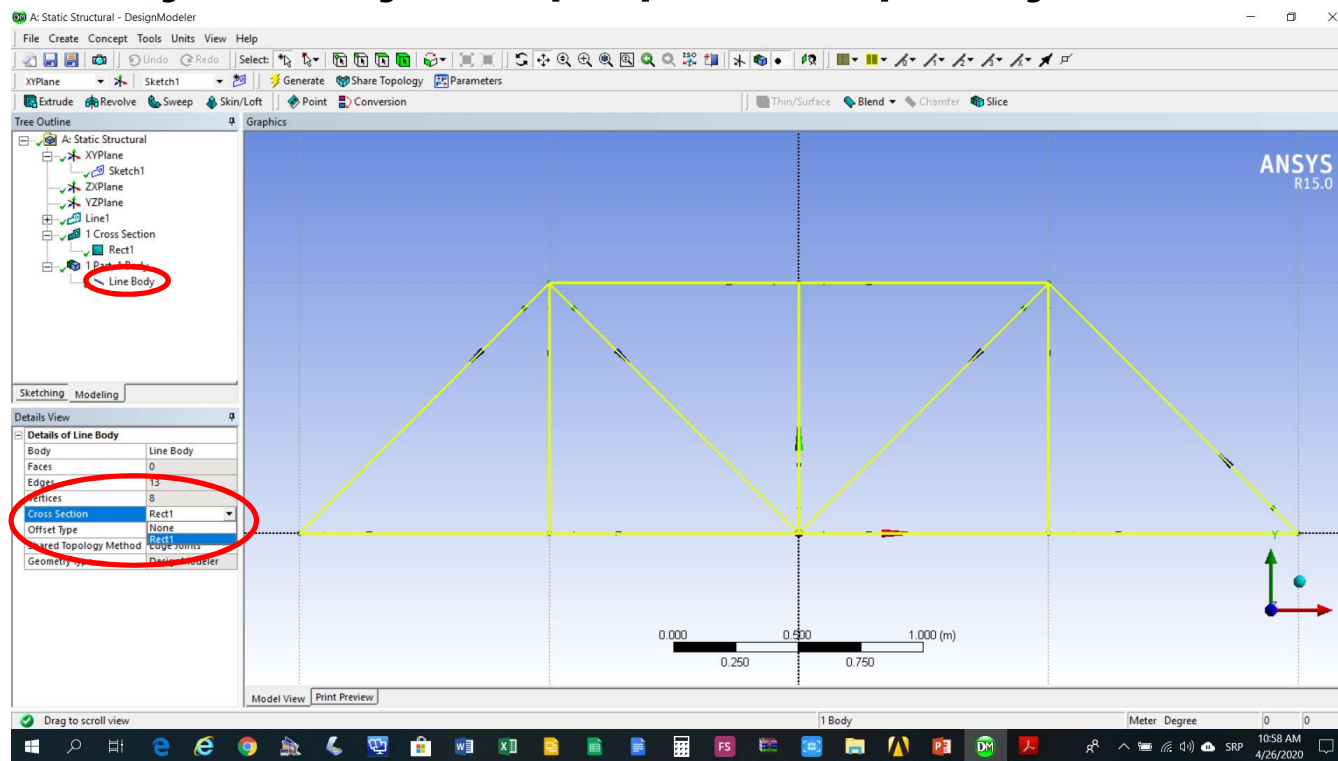 A: Static Structural - DesignModeler
File Create Concept Tools Units View Help
Undo Redo Select:
XYPlane Sketch1 Generate Share Topology Parameters
Extrude Revolve Sweep Skin/Loft Point Conversion Thin/Surface Blend Chamfer Slice
Tree Outline
Graphics
A: Static Structural
XYPlane
Sketch1
ZXPlane
YZPlane
Line1
1 Cross Section
Rect1
1 Part, 1 Body
Line Body
ANSYS
R15.0
Sketching Modeling
Details View
Details of Line Body
Body Line Body
Faces 0
Edges 13
Vertices 8
Cross Section Rect1
Offset Type None
Rect1
Shared Topology Method Edge Joints
Geometry Type DesignModeler
Y
0.000 0.500 1.000 (m)
0.250 0.750
Model View Print Preview
Drag to scroll view 1 Body Meter Degree 0 0
SRP
10:58 AM
4/26/2020